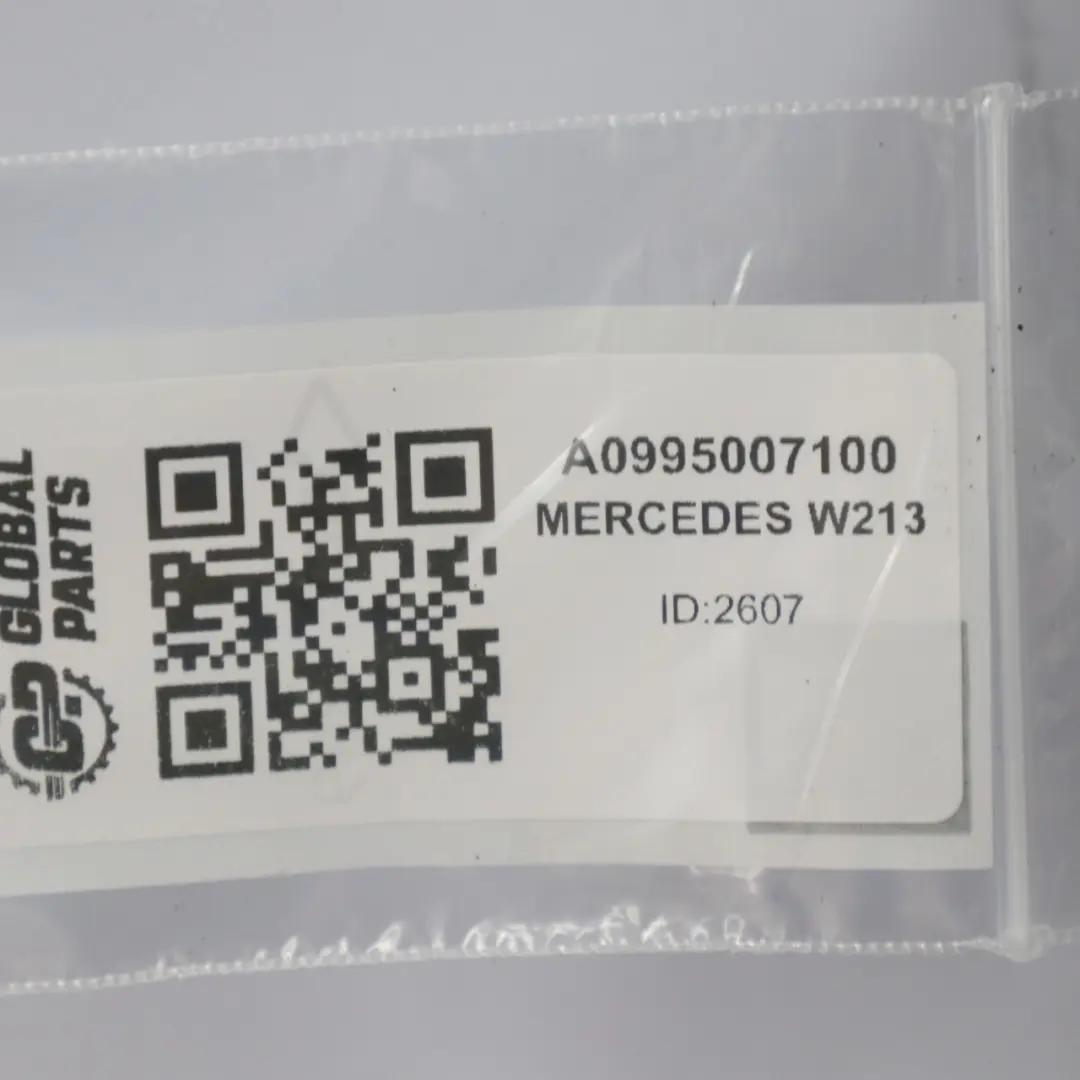 GLOBAL
PARTS
A0995007100
MERCEDES W213
ID:2607